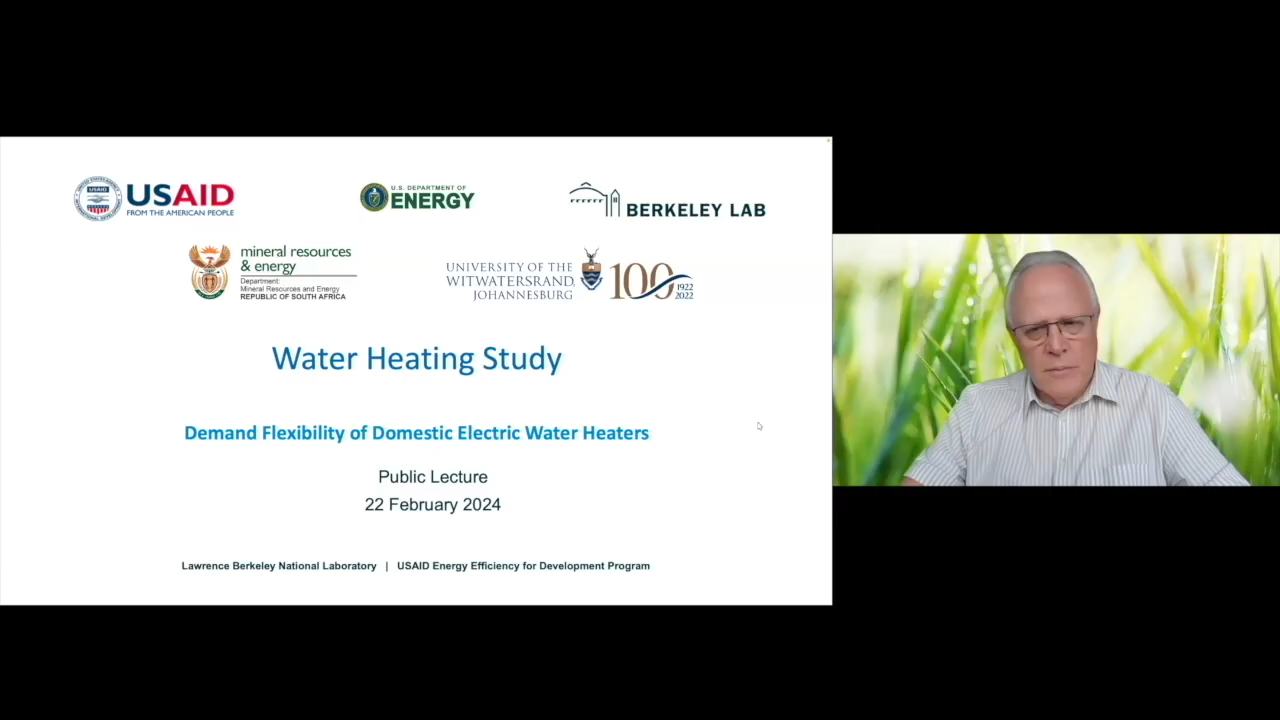 USAID
FROM THE AMERICAN PEOPLE
U.S. DEPARTMENT OF
ENERGY
BERKELEY LAB
mineral resources
& energy
Department:
Mineral Resources and Energy
REPUBLIC OF SOUTH AFRICA
UNIVERSITY OF THE
WITWATERSRAND,
JOHANNESBURG
100
1922
2022
Water Heating Study
Demand Flexibility of Domestic Electric Water Heaters
Public Lecture
22 February 2024
Lawrence Berkeley National Laboratory | USAID Energy Efficiency for Development Program